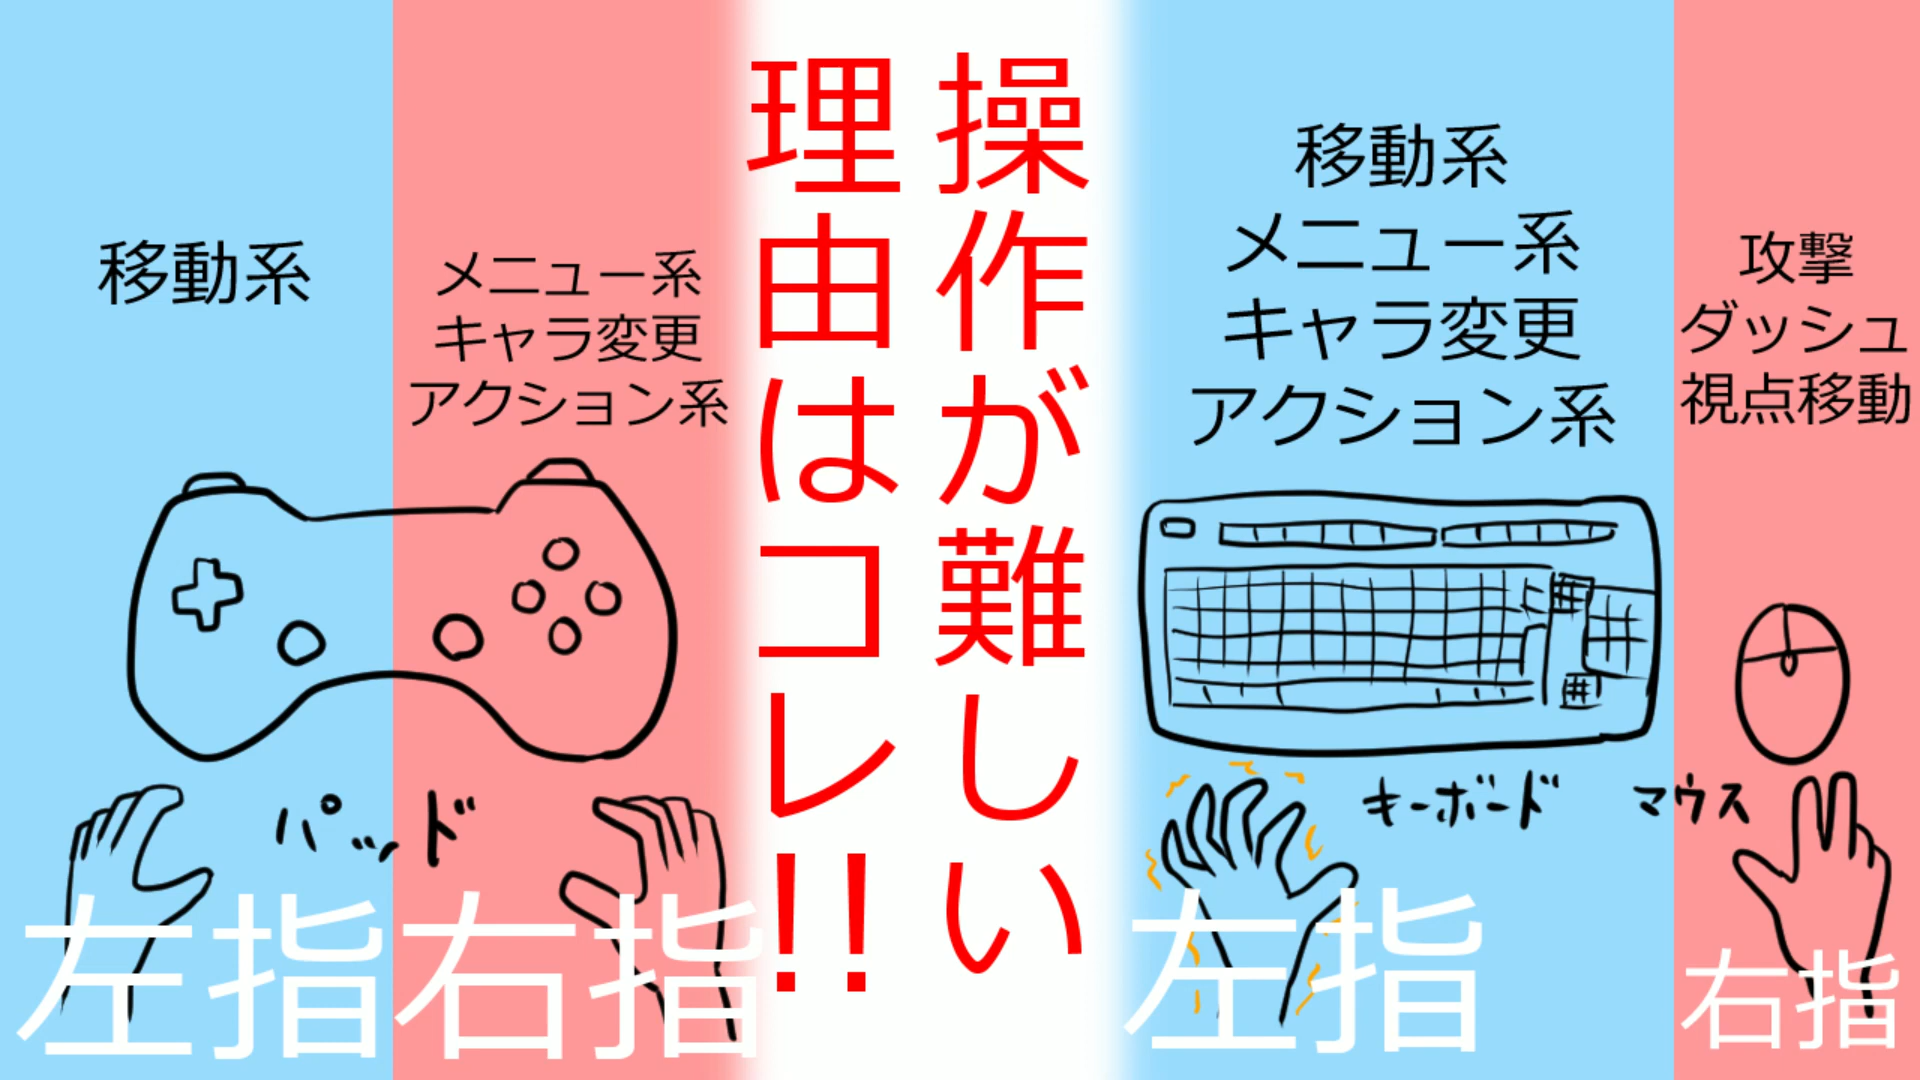 操作が難しい
理由はコレ!!
移動系
メニュー系
キャラ変更
アクション系
パッド
左指
右指
移動系
メニュー系
キャラ変更
アクション系
攻撃
ダッシュ
視点移動
キーボード
マウス
左指
右指